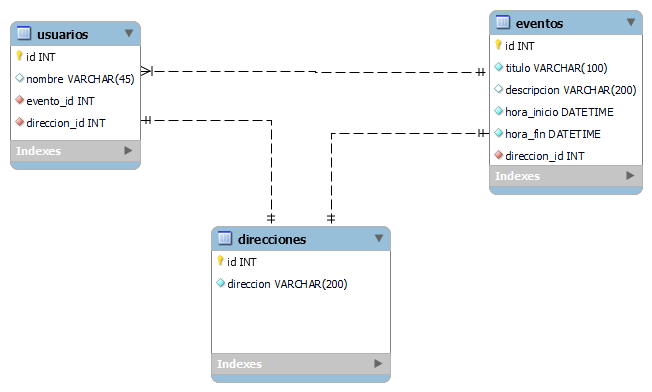 usuarios
id INT
nombre VARCHAR(45)
evento_id INT
direccion_id INT
Indexes
eventos
id INT
titulo VARCHAR(100)
descripcion VARCHAR(200)
hora_inicio DATETIME
hora_fin DATETIME
direccion_id INT
Indexes
direcciones
id INT
direccion VARCHAR(200)
Indexes